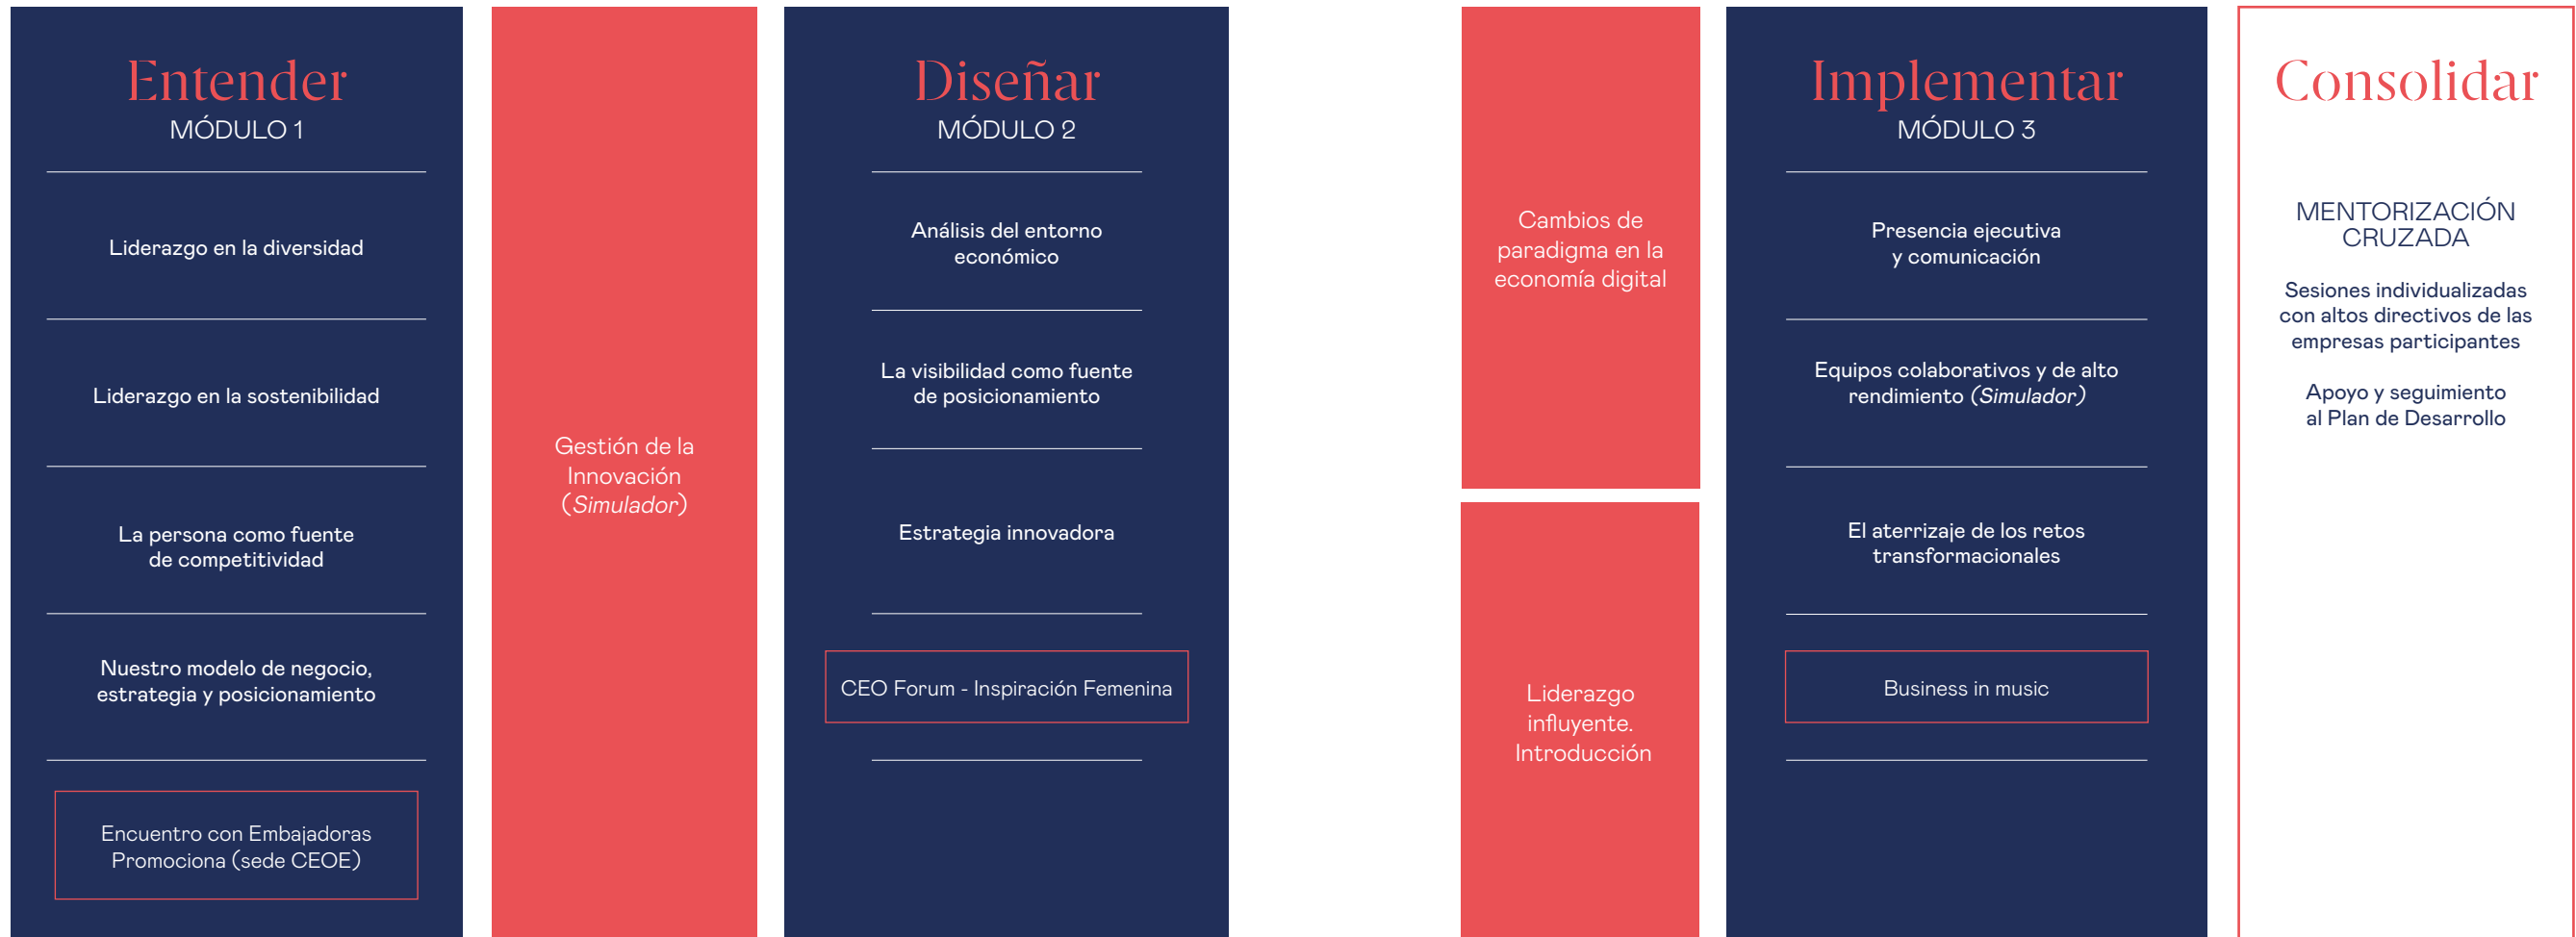 Entender
MÓDULO 1
Liderazgo en la diversidad
Liderazgo en la sostenibilidad
La persona como fuente
de competitividad
Nuestro modelo de negocio,
estrategia y posicionamiento
Encuentro con Embajadoras
Promociona (sede CEOE)
Gestión de la
Innovación
(Simulador)
Diseñar
MÓDULO 2
Análisis del entorno
económico
La visibilidad como fuente
de posicionamiento
Estrategia innovadora
CEO Forum - Inspiración Femenina
Cambios de
paradigma en la
economía digital
Liderazgo
influyente.
Introducción
Implementar
MÓDULO 3
Presencia ejecutiva
y comunicación
Equipos colaborativos y de alto
rendimiento (Simulador)
El aterrizaje de los retos
transformacionales
Business in music
Consolidar
MENTORIZACIÓN
CRUZADA
Sesiones individualizadas
con altos directivos de las
empresas participantes
Apoyo y seguimiento
al Plan de Desarrollo